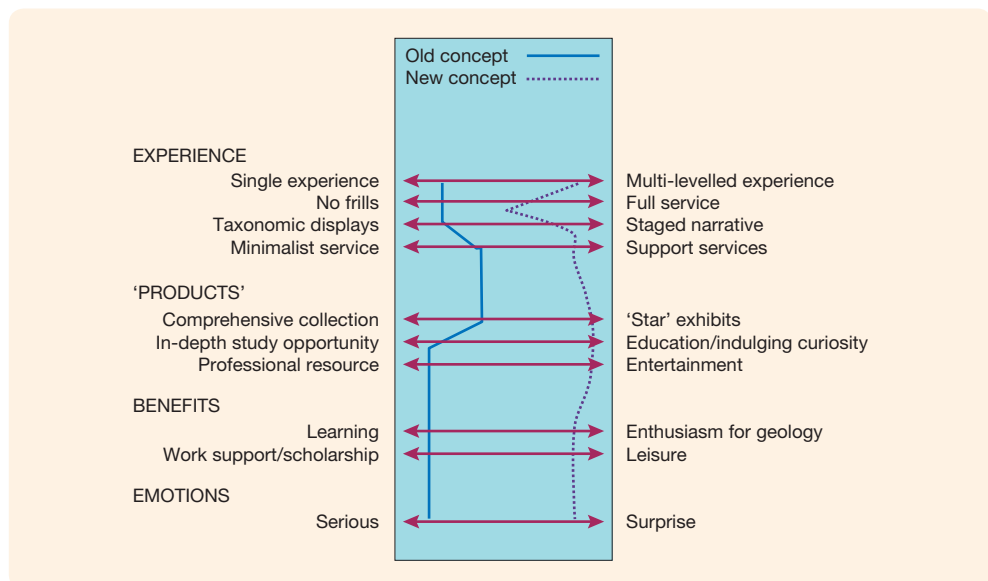 Old concept
New concept
EXPERIENCE
Single experience Multi-levelled experience
No frills Full service
Taxonomic displays Staged narrative
Minimalist service Support services
‘PRODUCTS’
Comprehensive collection ‘Star’ exhibits
In-depth study opportunity Education/indulging curiosity
Professional resource Entertainment
BENEFITS
Learning Enthusiasm for geology
Work support/scholarship Leisure
EMOTIONS
Serious Surprise